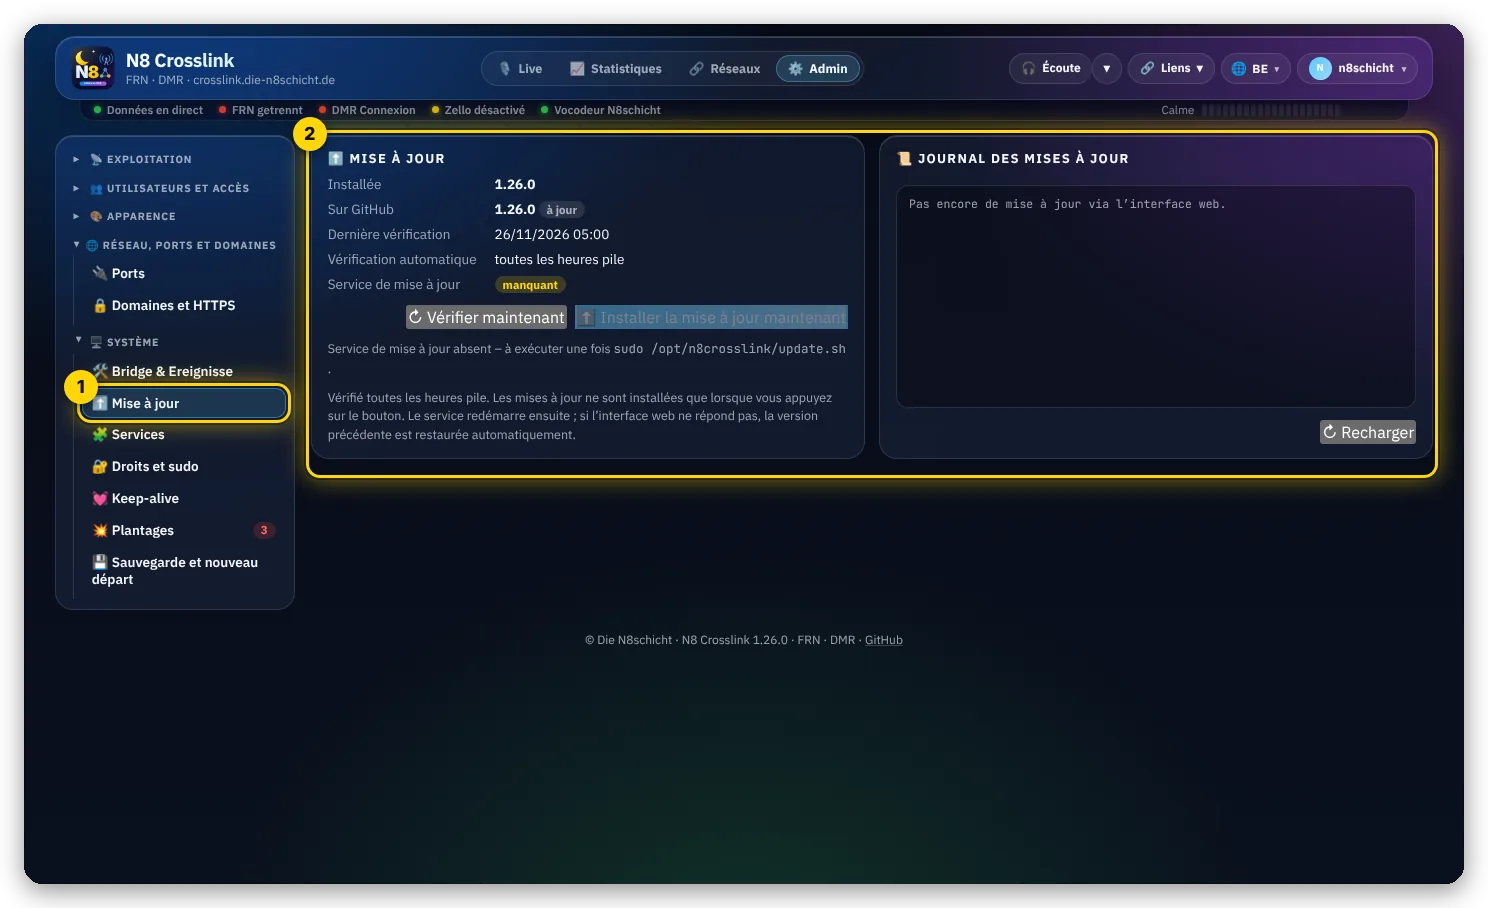 N8 Crosslink
FRN · DMR · crosslink.die-n8schicht.de
Live
Statistiques
Réseaux
Admin
Écoute
▼
Liens ▼
BE ▼
N n8schicht ▼
Données en direct
FRN getrennt
DMR Connexion
Zello désactivé
Vocodeur N8schicht
Calme
EXPLOITATION
UTILISATEURS ET ACCÈS
APPARENCE
RÉSEAU, PORTS ET DOMAINES
Ports
Domaines et HTTPS
SYSTÈME
Bridge & Ereignisse
1
Mise à jour
Services
Droits et sudo
Keep-alive
Plantages 3
Sauvegarde et nouveau
départ
2
MISE À JOUR
Installée 1.26.0
Sur GitHub 1.26.0 à jour
Dernière vérification 26/11/2026 05:00
Vérification automatique toutes les heures pile
Service de mise à jour manquant
↻ Vérifier maintenant
Installer la mise à jour maintenant
Service de mise à jour absent – à exécuter une fois sudo /opt/n8crosslink/update.sh
.
Vérifié toutes les heures pile. Les mises à jour ne sont installées que lorsque vous appuyez
sur le bouton. Le service redémarre ensuite ; si l’interface web ne répond pas, la version
précédente est restaurée automatiquement.
JOURNAL DES MISES À JOUR
Pas encore de mise à jour via l’interface web.
↻ Recharger
© Die N8schicht · N8 Crosslink 1.26.0 · FRN · DMR · GitHub